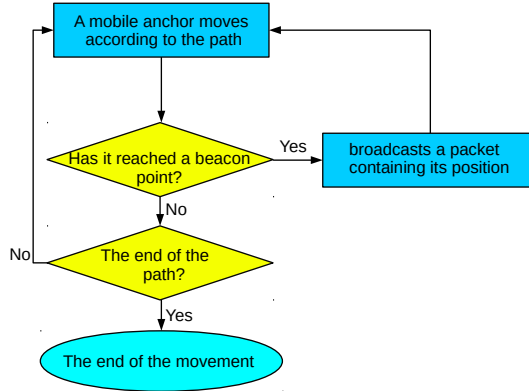 A mobile anchor moves
according to the path
Has it reached a beacon
point?
Yes
broadcasts a packet
containing its position
No
The end of the
path?
No
Yes
The end of the movement